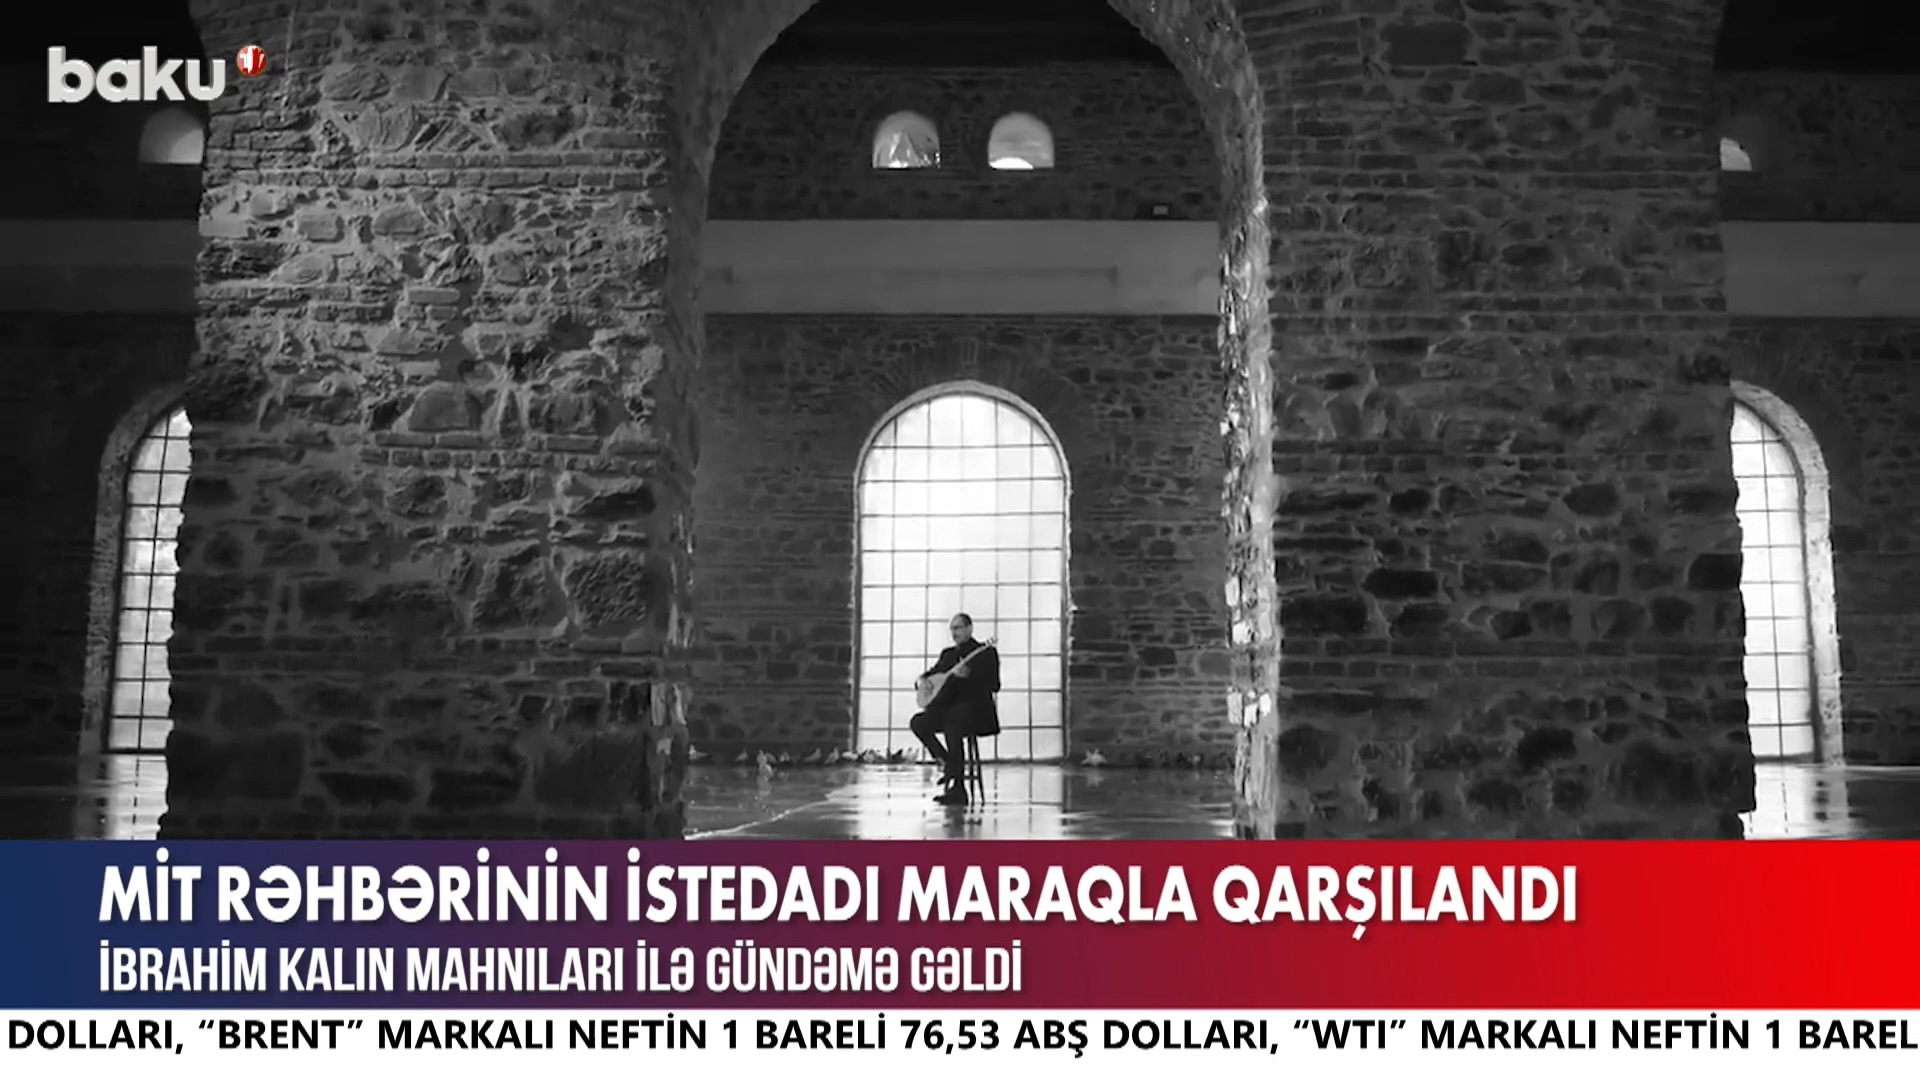 baku
MİT RƏHBƏRİNİN İSTEDADI MARAQLA QARŞILANDI
İBRAHİM KALIN MAHNILARI İLƏ GÜNDƏMƏ GƏLDİ
DOLLARI, “BRENT” MARKALI NEFTİN 1 BARELİ 76,53 ABŞ DOLLARI, “WTI” MARKALI NEFTİN 1 BAREL